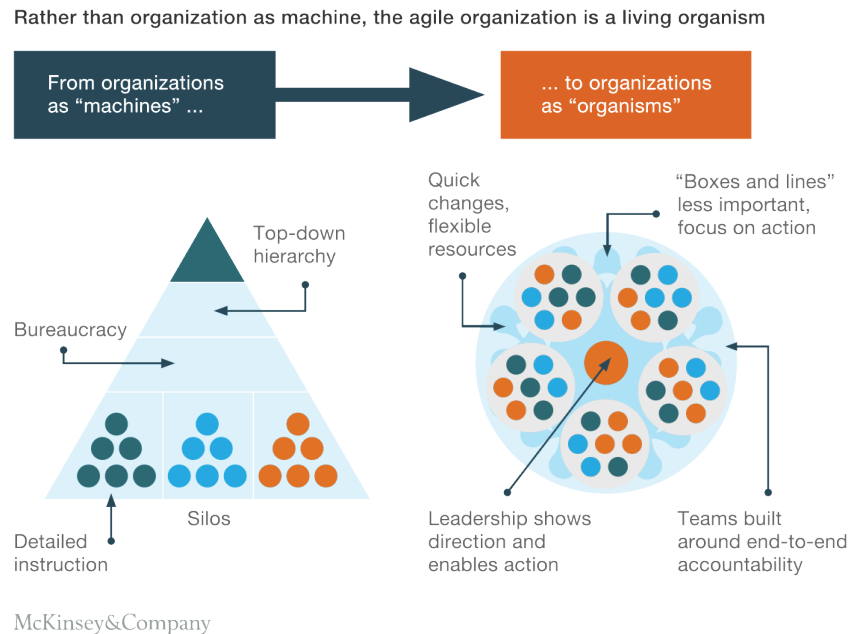 Rather than organization as machine, the agile organization is a living organism
From organizations
as “machines” ...
... to organizations
as “organisms”
Top-down
hierarchy
Bureaucracy
Silos
Detailed
instruction
Quick
changes,
flexible
resources
“Boxes and lines”
less important,
focus on action
Leadership shows
direction and
enables action
Teams built
around end-to-end
accountability
McKinsey&Company